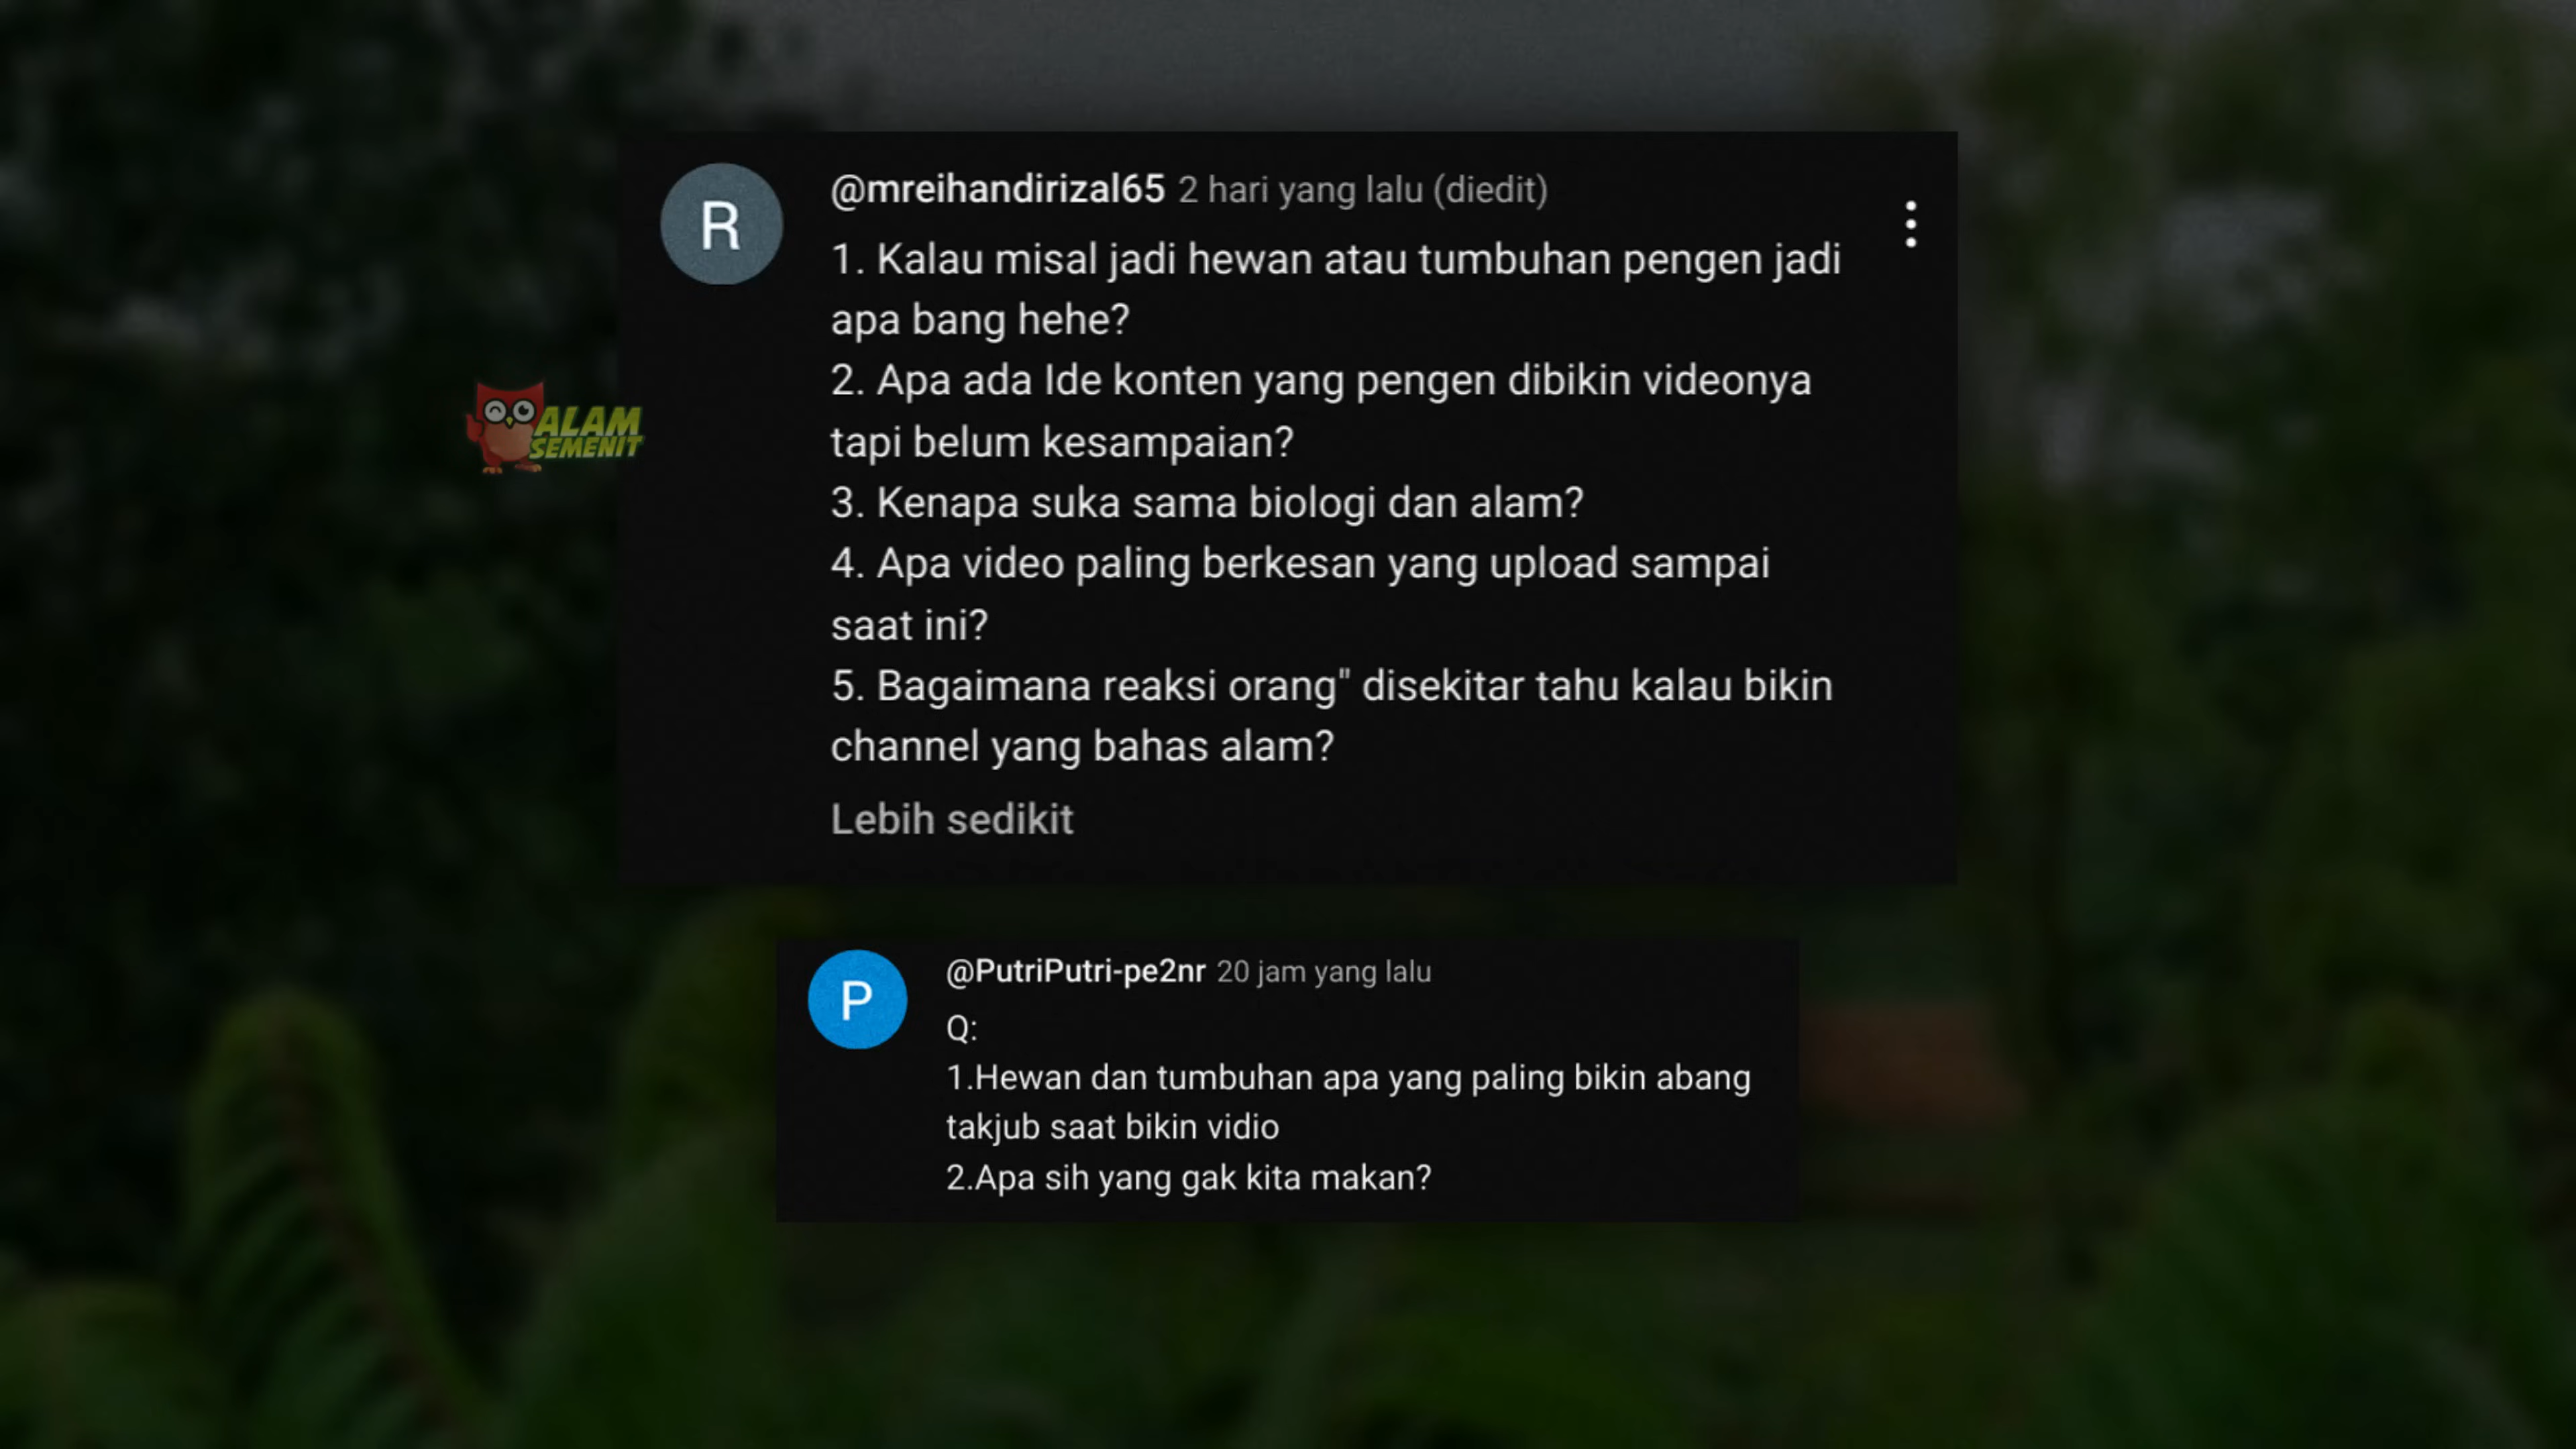 R
@mreihandirizal65 2 hari yang lalu (diedit)
1. Kalau misal jadi hewan atau tumbuhan pengen jadi
apa bang hehe?
2. Apa ada Ide konten yang pengen dibikin videonya
tapi belum kesampaian?
3. Kenapa suka sama biologi dan alam?
4. Apa video paling berkesan yang upload sampai
saat ini?
5. Bagaimana reaksi orang" disekitar tahu kalau bikin
channel yang bahas alam?
Lebih sedikit
ALAM
SEMENIT
P
@PutriPutri-pe2nr 20 jam yang lalu
Q:
1.Hewan dan tumbuhan apa yang paling bikin abang
takjub saat bikin vidio
2.Apa sih yang gak kita makan?